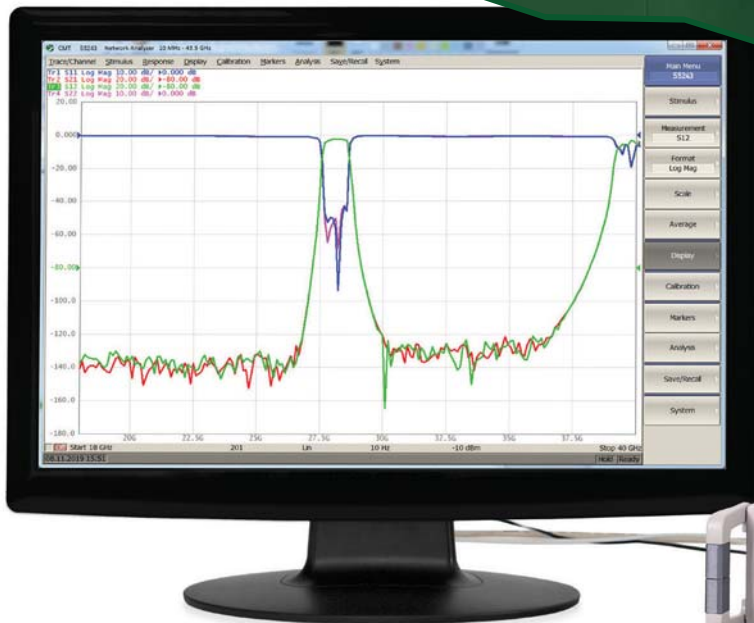 CMT S5243 Network Analyzer 10 MHz - 43.5 GHz
Trace/Channel Stimulus Response Display Calibration Markers Analysis Save/Recall System
Tr1 S11 Log Mag 10.00 dB/ ▶0.000 dB
Tr2 S21 Log Mag 20.00 dB/ ▶-80.00 dB
Tr3 S12 Log Mag 20.00 dB/ ▶-80.00 dB
Tr4 S22 Log Mag 10.00 dB/ ▶0.000 dB
20.00
0.000
-20.00
-40.00
-60.00
-80.00
-100.0
-120.0
-140.0
-160.0
-180.0
20G 22.5G 25G 27.5G 30G 32.5G 35G 37.5G
Start 18 GHz 201 Lin 10 Hz -10 dBm Stop 40 GHz
08.11.2019 15:51 Hold Ready
Main Menu
S5243
Stimulus
Measurement
S12
Format
Log Mag
Scale
Average
Display
Calibration
Markers
Analysis
Save/Recall
System